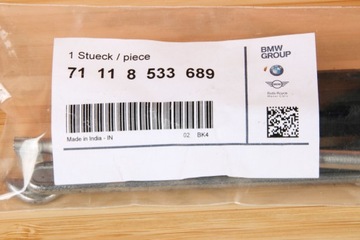 1 Stueck / piece
71 11 8 533 689
Made in India - IN
02 BK4
BMW
GROUP